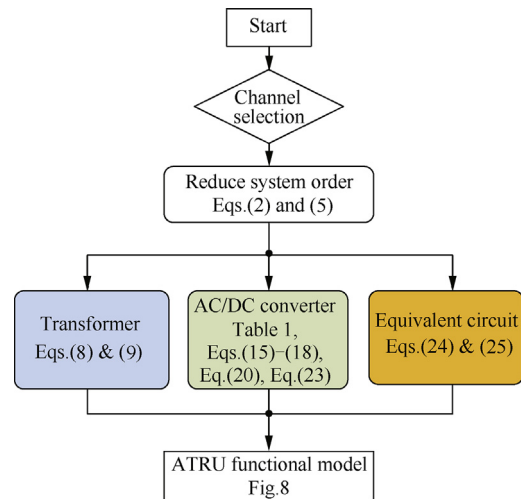 Start
Channel
selection
Reduce system order
Eqs.(2) and (5)
Transformer
Eqs.(8) & (9)
AC/DC converter
Table 1,
Eqs.(15)−(18),
Eq.(20), Eq.(23)
Equivalent circuit
Eqs.(24) & (25)
ATRU functional model
Fig.8